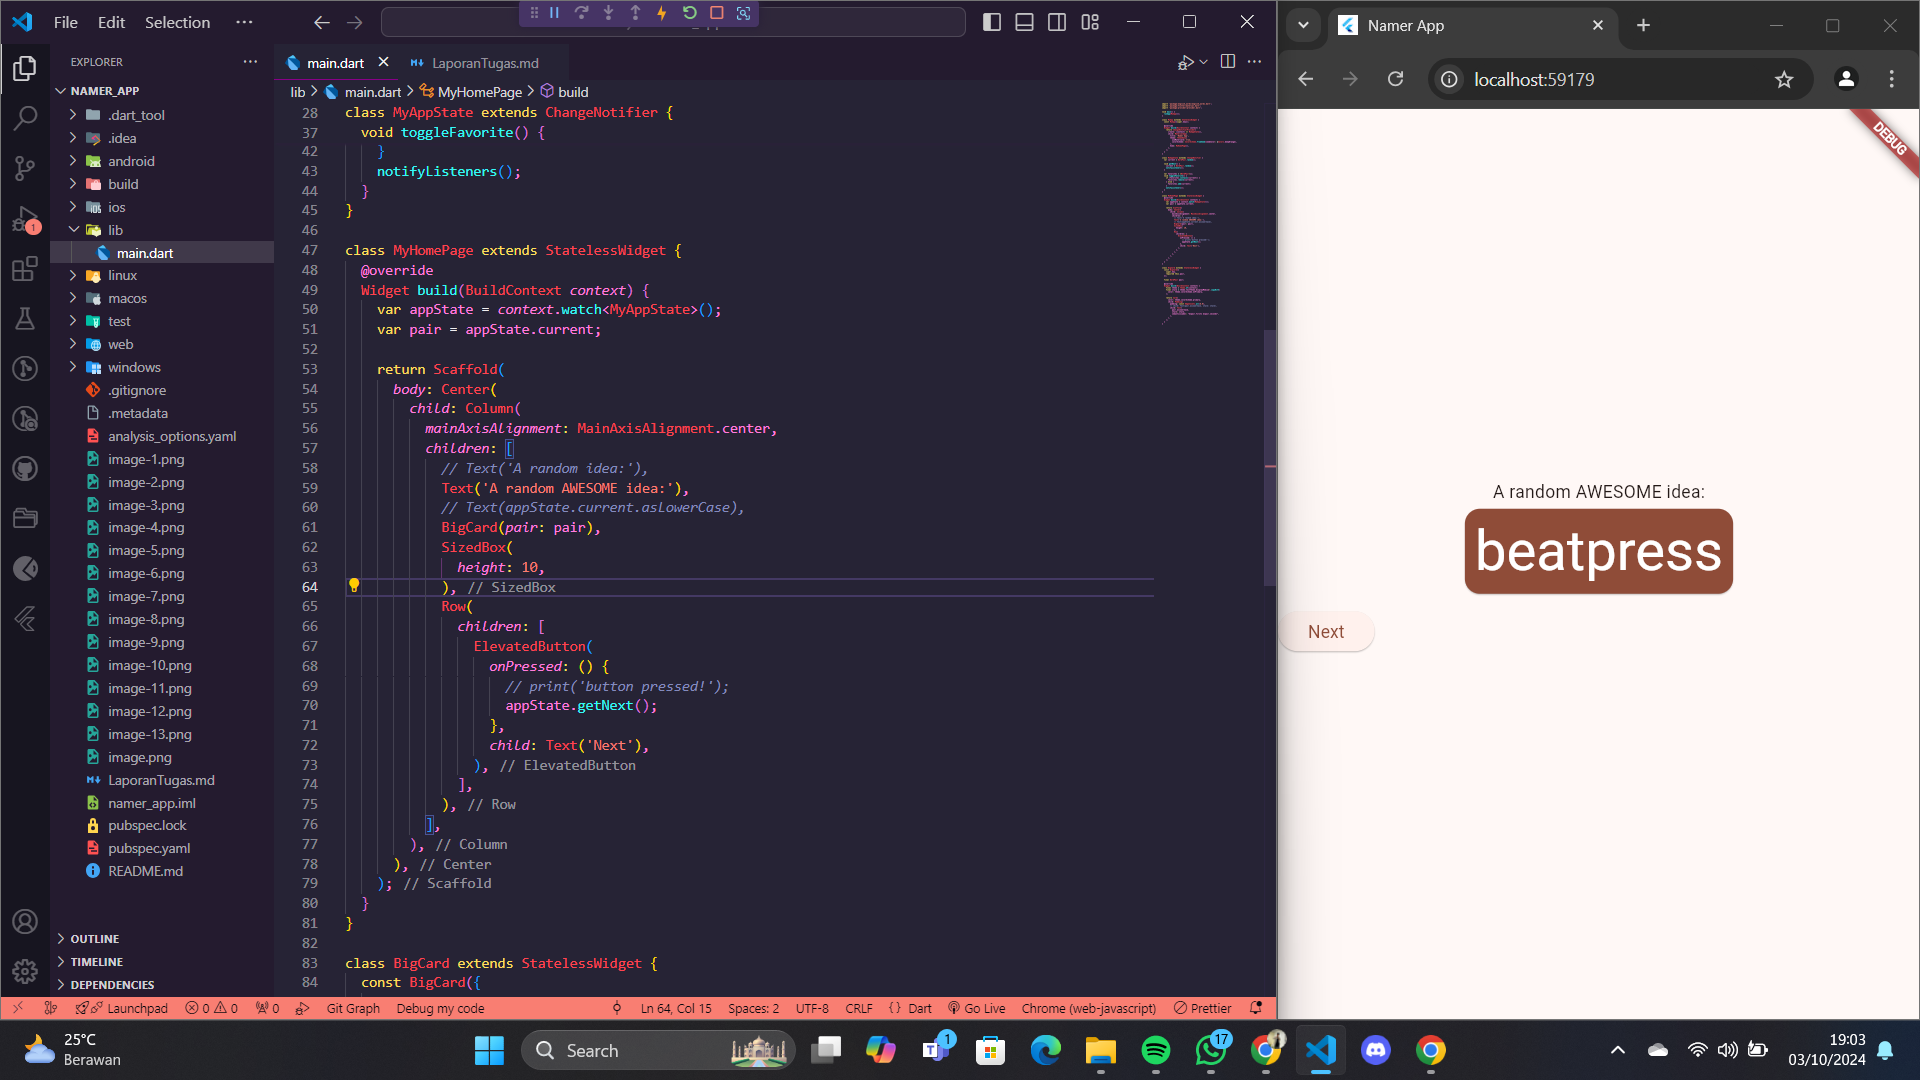 File Edit Selection ···
EXPLORER ···
NAMER_APP
.dart_tool
.idea
android
build
ios
lib
main.dart
linux
macos
test
web
windows
.gitignore
.metadata
analysis_options.yaml
image-1.png
image-2.png
image-3.png
image-4.png
image-5.png
image-6.png
image-7.png
image-8.png
image-9.png
image-10.png
image-11.png
image-12.png
image-13.png
image.png
LaporanTugas.md
namer_app.iml
pubspec.lock
pubspec.yaml
README.md
OUTLINE
TIMELINE
DEPENDENCIES
1
main.dart LaporanTugas.md
lib > main.dart > MyHomePage > build
28 class MyAppState extends ChangeNotifier {
37 void toggleFavorite() {
42 }
43 notifyListeners();
44 }
45 }
46
47 class MyHomePage extends StatelessWidget {
48 @override
49 Widget build(BuildContext context) {
50 var appState = context.watch<MyAppState>();
51 var pair = appState.current;
52
53 return Scaffold(
54 body: Center(
55 child: Column(
56 mainAxisAlignment: MainAxisAlignment.center,
57 children: [
58 // Text('A random idea:'),
59 Text('A random AWESOME idea:'),
60 // Text(appState.current.asLowerCase),
61 BigCard(pair: pair),
62 SizedBox(
63 height: 10,
64 ), // SizedBox
65 Row(
66 children: [
67 ElevatedButton(
68 onPressed: () {
69 // print('button pressed!');
70 appState.getNext();
71 },
72 child: Text('Next'),
73 ), // ElevatedButton
74 ],
75 ), // Row
76 ],
77 ), // Column
78 ), // Center
79 ); // Scaffold
80 }
81 }
82
83 class BigCard extends StatelessWidget {
84 const BigCard({
Launchpad 0 0 0 Git Graph Debug my code Ln 64, Col 15 Spaces: 2 UTF-8 CRLF {} Dart Go Live Chrome (web-javascript) Prettier
Namer App
localhost:59179
DEBUG
A random AWESOME idea:
beatpress
Next
25°C
Berawan
Search
1
17
19:03
03/10/2024